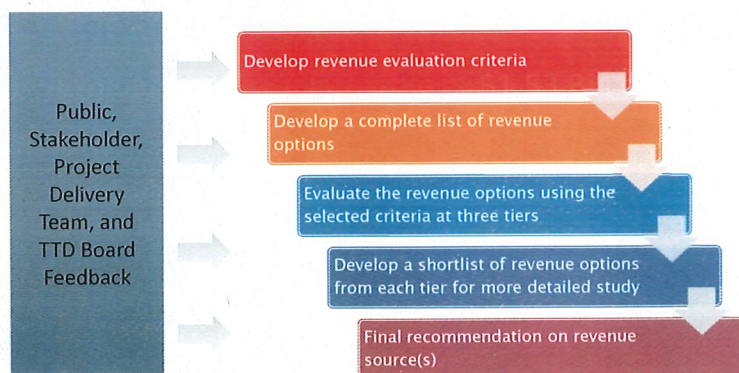 Public,
Stakeholder,
Project
Delivery
Team, and
TTD Board
Feedback
Develop revenue evaluation criteria
Develop a complete list of revenue
options
Evaluate the revenue options using the
selected criteria at three tiers
Develop a shortlist of revenue options
from each tier for more detailed study
Final recommendation on revenue
source(s)